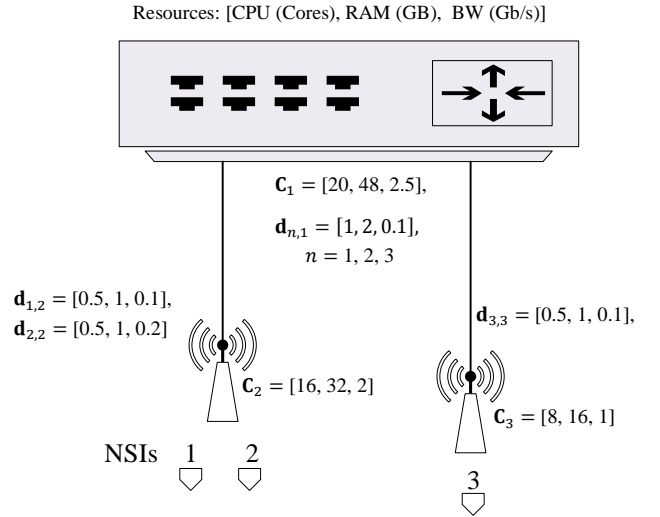 Resources: [CPU (Cores), RAM (GB), BW (Gb/s)]
𝐂₁ = [20, 48, 2.5],
𝐝ₙ,₁ = [1, 2, 0.1],
𝑛 = 1, 2, 3
𝐝₁,₂ = [0.5, 1, 0.1],
𝐝₂,₂ = [0.5, 1, 0.2]
𝐝₃,₃ = [0.5, 1, 0.1],
𝐂₂ = [16, 32, 2]
𝐂₃ = [8, 16, 1]
NSIs 1 2
3